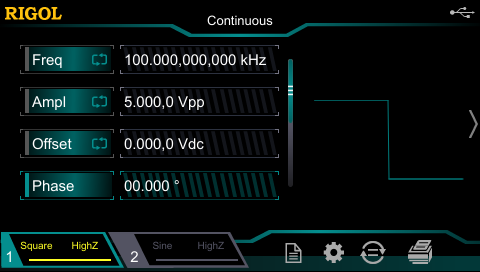 RIGOL
Continuous
Freq 100.000,000,000 kHz
Ampl 5.000,0 Vpp
Offset 0.000,0 Vdc
Phase 00.000 °
1 Square HighZ
2 Sine HighZ